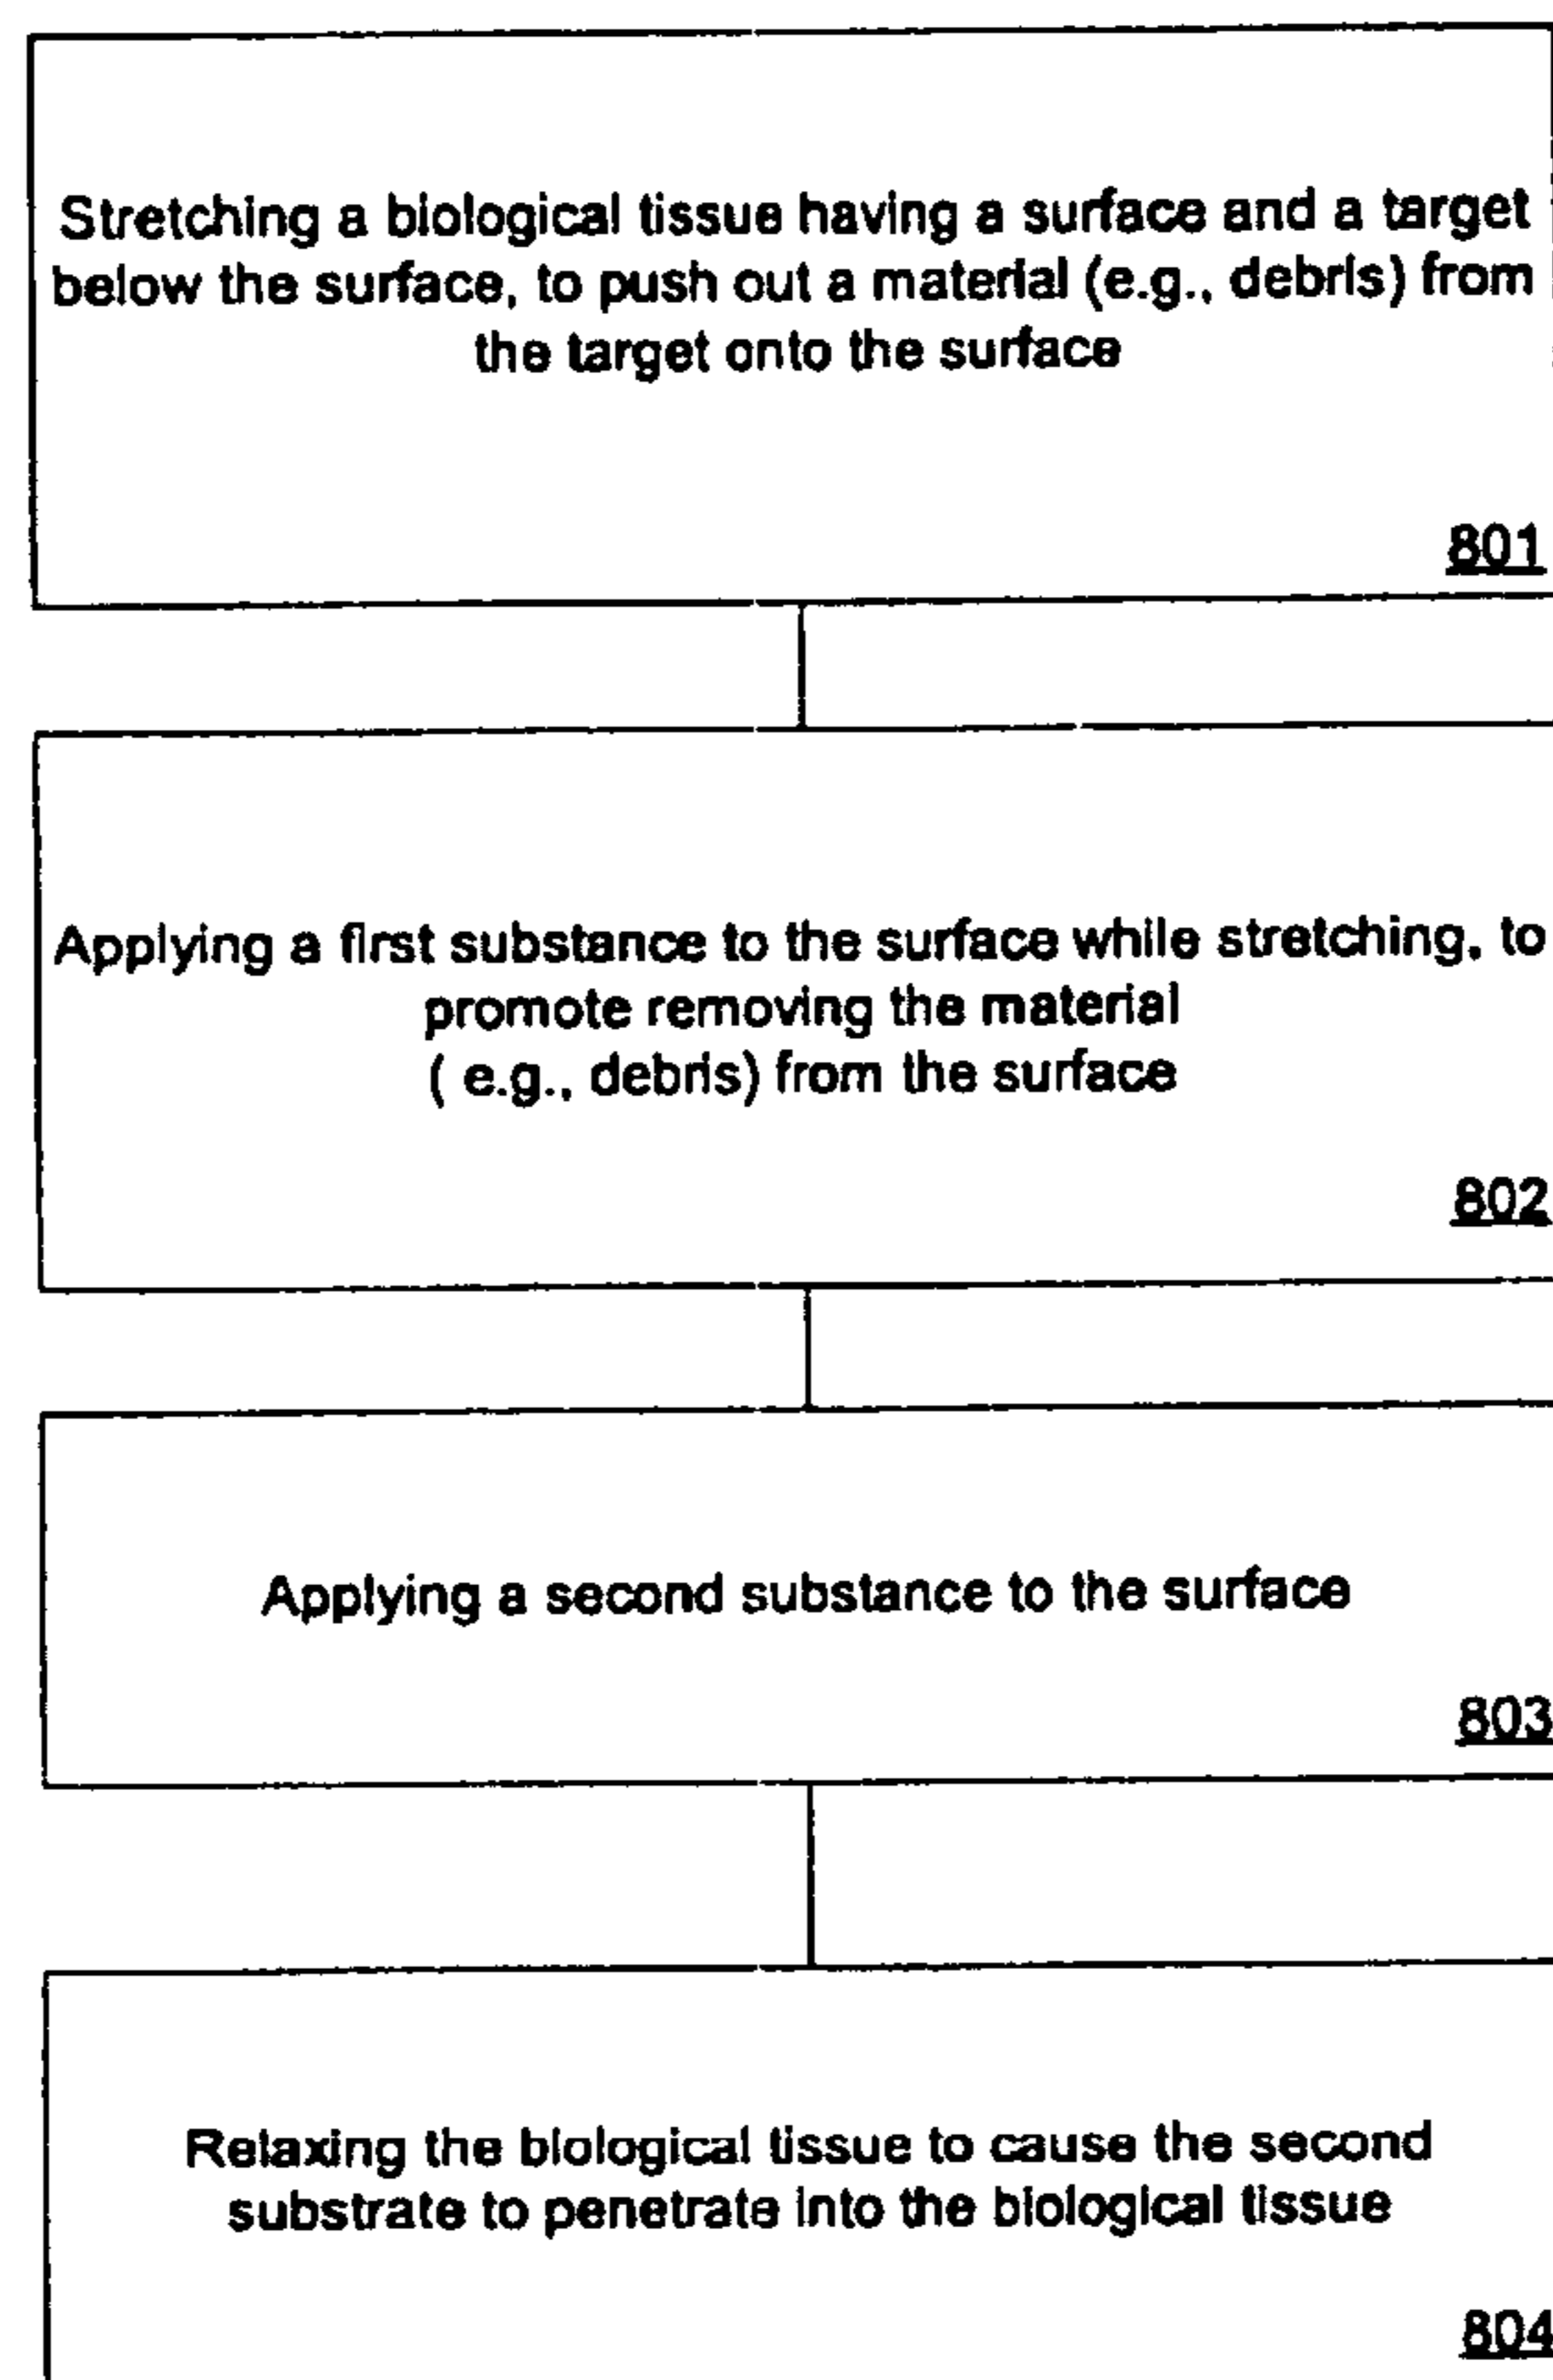 Stretching a biological tissue having a surface and a target
below the surface, to push out a material (e.g., debris) from
the target onto the surface
801
Applying a first substance to the surface while stretching, to
promote removing the material
( e.g., debris) from the surface
802
Applying a second substance to the surface
803
Relaxing the biological tissue to cause the second
substrate to penetrate into the biological tissue
804